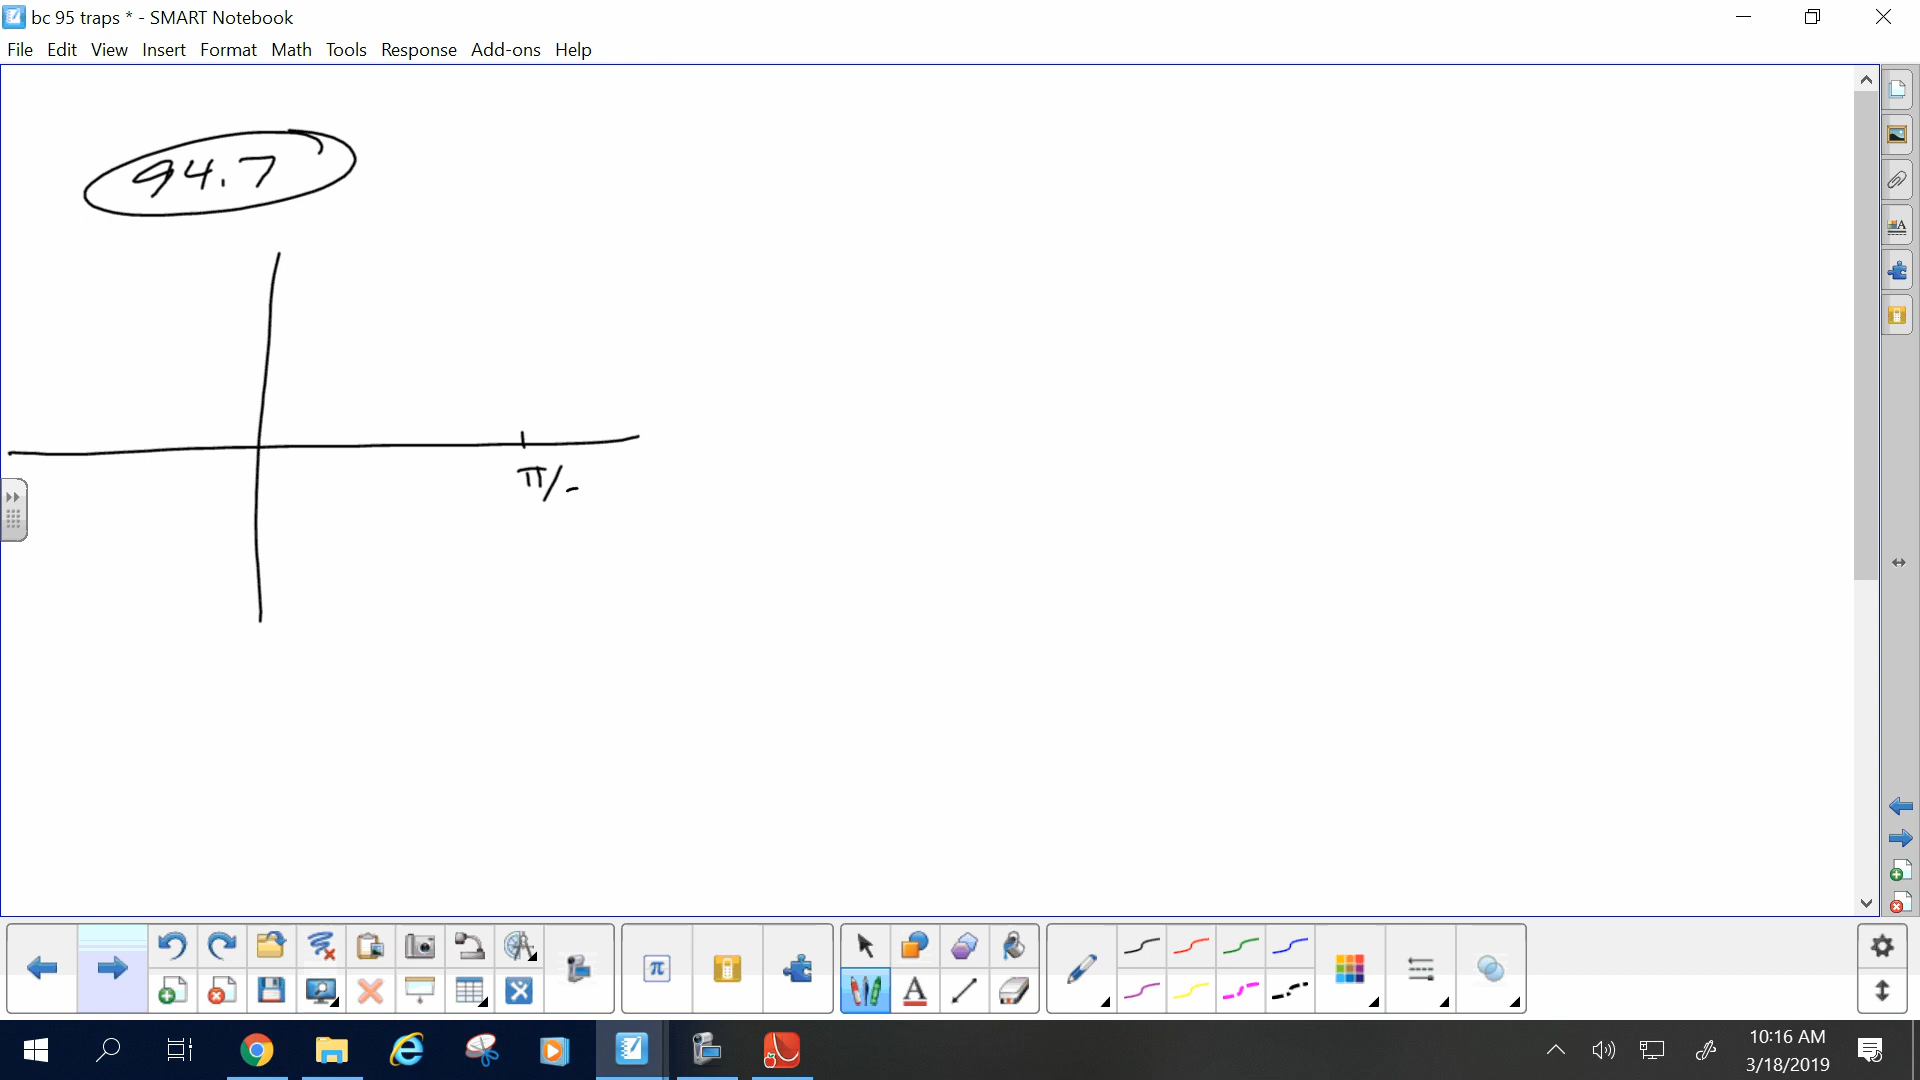 bc 95 traps * - SMART Notebook
File Edit View Insert Format Math Tools Response Add-ons Help
94.7
π/-
π
A
10:16 AM
3/18/2019